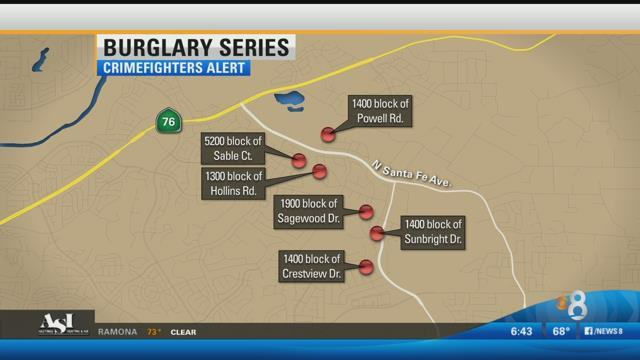 BURGLARY SERIES
CRIMEFIGHTERS ALERT
76
1400 block of
Powell Rd.
5200 block of
Sable Ct.
1300 block of
Hollins Rd.
N Santa Fe Ave.
1900 block of
Sagewood Dr.
1400 block of
Sunbright Dr.
1400 block of
Crestview Dr.
8
ASI
RAMONA 73° CLEAR
6:43 68° f/NEWS 8